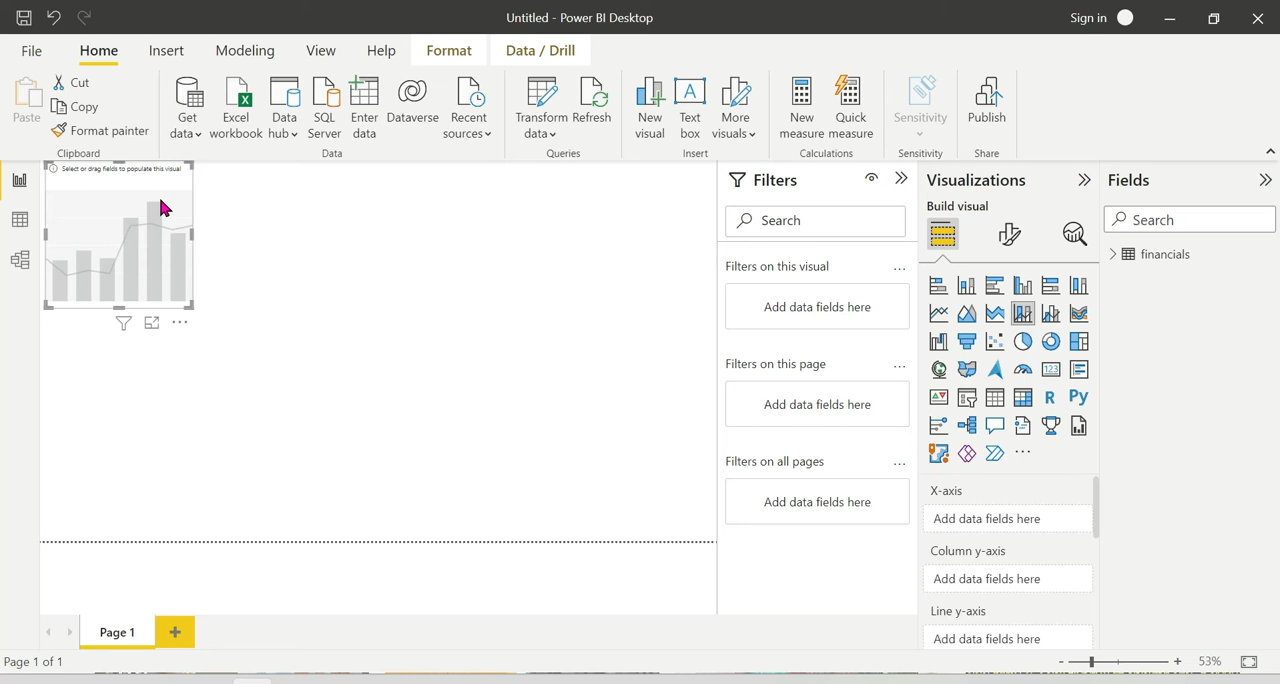 Untitled - Power BI Desktop
Sign in
File
Home
Insert
Modeling
View
Help
Format
Data / Drill
Paste
Cut
Copy
Format painter
Clipboard
Get
data
Excel
workbook
Data
hub
SQL
Server
Enter
data
Dataverse
Recent
sources
Data
Transform
data
Refresh
Queries
New
visual
Text
box
More
visuals
Insert
New
measure
Quick
measure
Calculations
Sensitivity
Sensitivity
Publish
Share
Select or drag fields to populate this visual
Filters
Search
Filters on this visual
Add data fields here
Filters on this page
Add data fields here
Filters on all pages
Add data fields here
Visualizations
Build visual
123
R
Py
X-axis
Add data fields here
Column y-axis
Add data fields here
Line y-axis
Add data fields here
Fields
Search
financials
Page 1
Page 1 of 1
53%